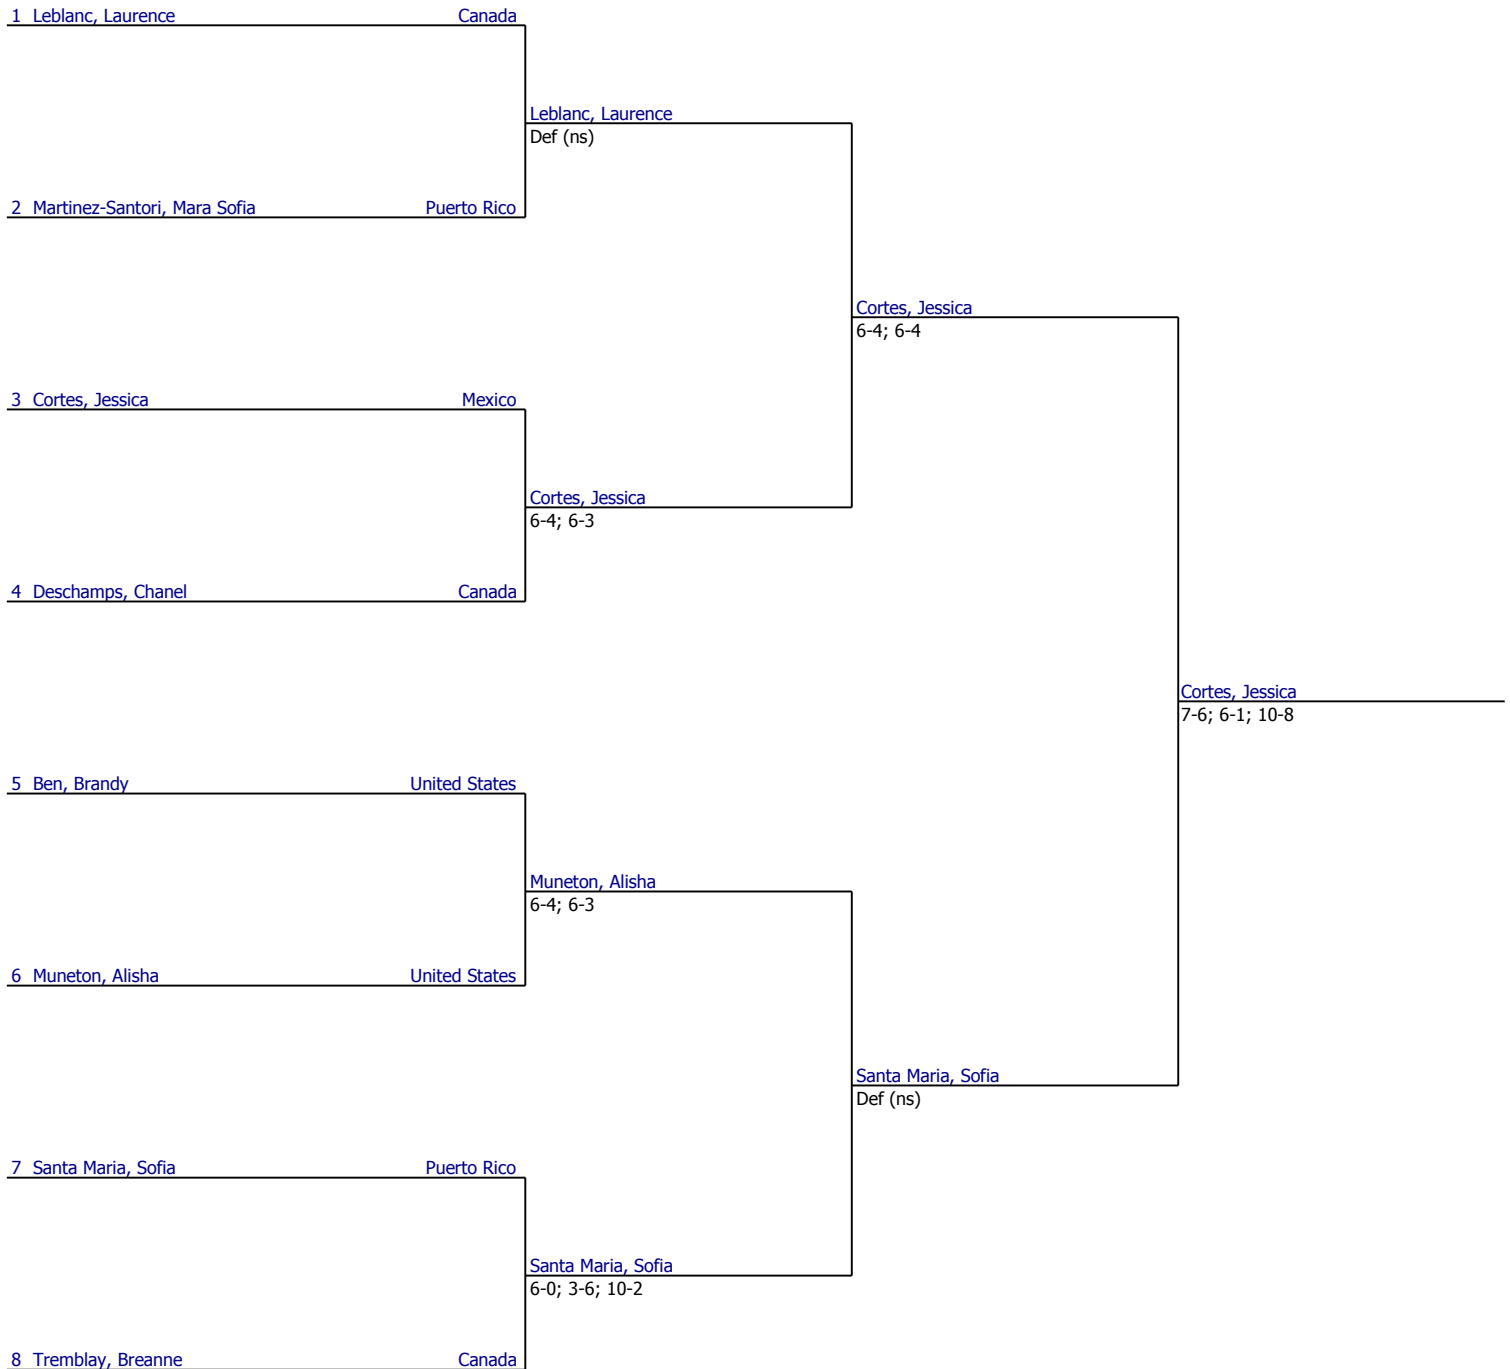 1 Leblanc, Laurence Canada
Leblanc, Laurence
Def (ns)
2 Martinez-Santori, Mara Sofia Puerto Rico
Cortes, Jessica
6-4; 6-4
3 Cortes, Jessica Mexico
Cortes, Jessica
6-4; 6-3
4 Deschamps, Chanel Canada
Cortes, Jessica
7-6; 6-1; 10-8
5 Ben, Brandy United States
Muneton, Alisha
6-4; 6-3
6 Muneton, Alisha United States
Santa Maria, Sofia
Def (ns)
7 Santa Maria, Sofia Puerto Rico
Santa Maria, Sofia
6-0; 3-6; 10-2
8 Tremblay, Breanne Canada